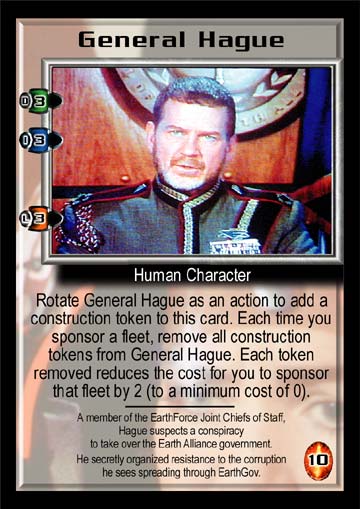 General Hague
D 3
I 3
L 3
Human Character
Rotate General Hague as an action to add a
construction token to this card. Each time you
sponsor a fleet, remove all construction
tokens from General Hague. Each token
removed reduces the cost for you to sponsor
that fleet by 2 (to a minimum cost of 0).
A member of the EarthForce Joint Chiefs of Staff,
Hague suspects a conspiracy
to take over the Earth Alliance government.
He secretly organized resistance to the corruption
he sees spreading through EarthGov.
10